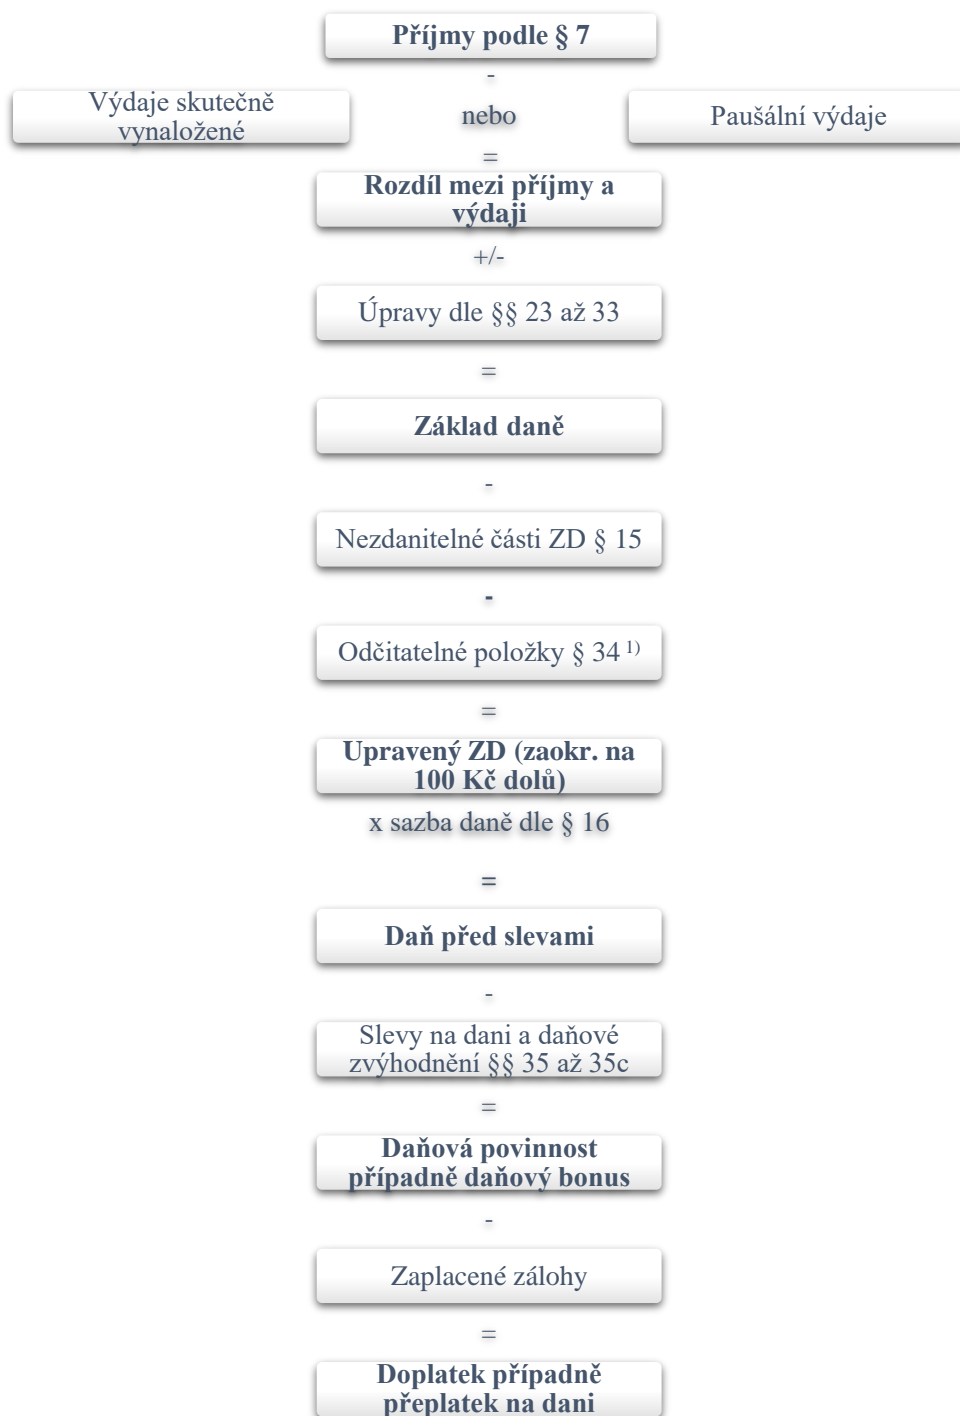 Příjmy podle § 7
-
Výdaje skutečně
vynaložené
nebo
Paušální výdaje
=
Rozdíl mezi příjmy a
výdaji
+/-
Úpravy dle §§ 23 až 33
=
Základ daně
-
Nezdanitelné části ZD § 15
-
Odčitatelné položky § 34 1)
=
Upravený ZD (zaokr. na
100 Kč dolů)
x sazba daně dle § 16
=
Daň před slevami
-
Slevy na dani a daňové
zvýhodnění §§ 35 až 35c
=
Daňová povinnost
případně daňový bonus
-
Zaplacené zálohy
=
Doplatek případně
přeplatek na dani